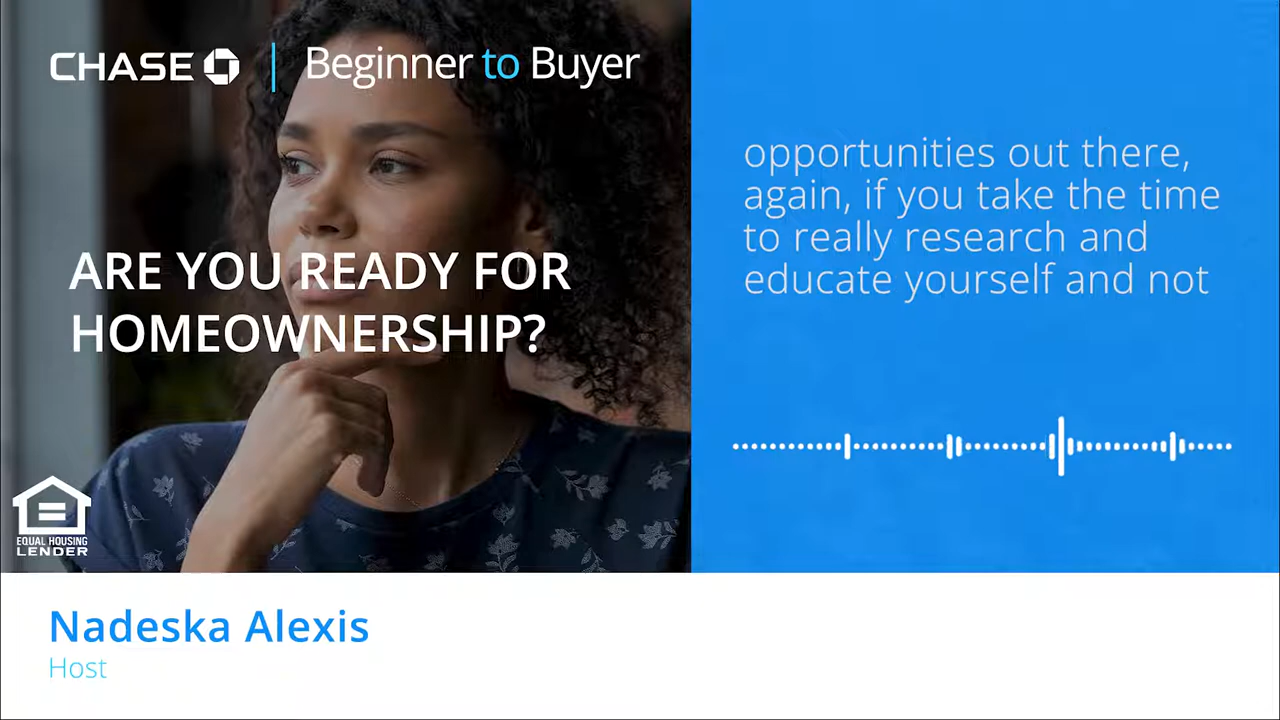 CHASE
Beginner to Buyer
ARE YOU READY FOR
HOMEOWNERSHIP?
EQUAL HOUSING
LENDER
opportunities out there,
again, if you take the time
to really research and
educate yourself and not
Nadeska Alexis
Host